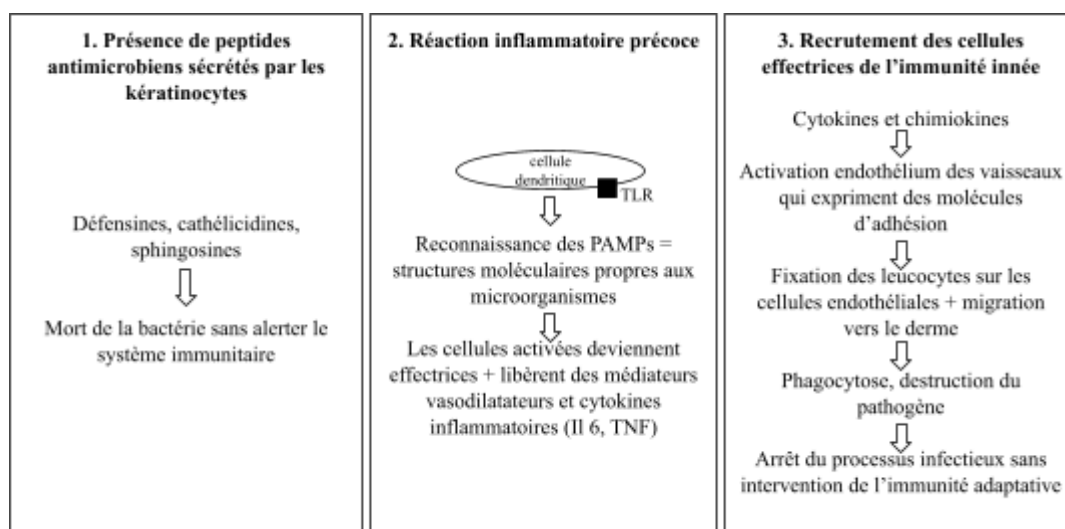 1. Présence de peptides
antimicrobiens sécrétés par les
kératinocytes
Défensines, cathélicidines,
sphingosines
Mort de la bactérie sans alerter le
système immunitaire
2. Réaction inflammatoire précoce
cellule
dendritique
TLR
Reconnaissance des PAMPs =
structures moléculaires propres aux
microorganismes
Les cellules activées deviennent
effectrices + libèrent des médiateurs
vasodilatateurs et cytokines
inflammatoires (Il 6, TNF)
3. Recrutement des cellules
effectrices de l’immunité innée
Cytokines et chimiokines
Activation endothélium des vaisseaux
qui expriment des molécules
d’adhésion
Fixation des leucocytes sur les
cellules endothéliales + migration
vers le derme
Phagocytose, destruction du
pathogène
Arrêt du processus infectieux sans
intervention de l’immunité adaptative